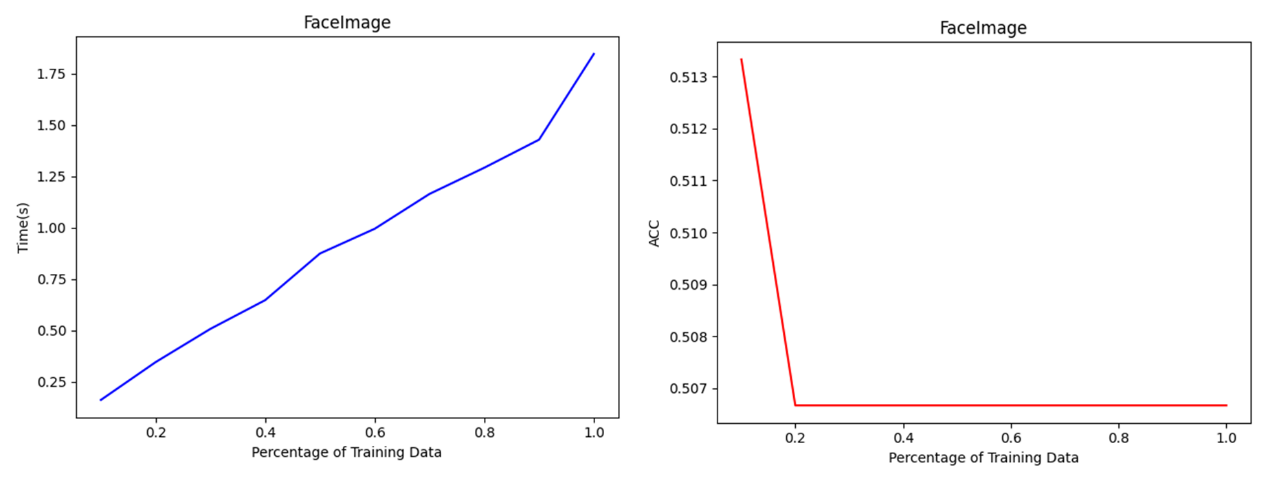 FaceImage
1.75
1.50
1.25
1.00
0.75
0.50
0.25
Time(s)
0.2 0.4 0.6 0.8 1.0
Percentage of Training Data
FaceImage
0.513
0.512
0.511
0.510
0.509
0.508
0.507
ACC
0.2 0.4 0.6 0.8 1.0
Percentage of Training Data